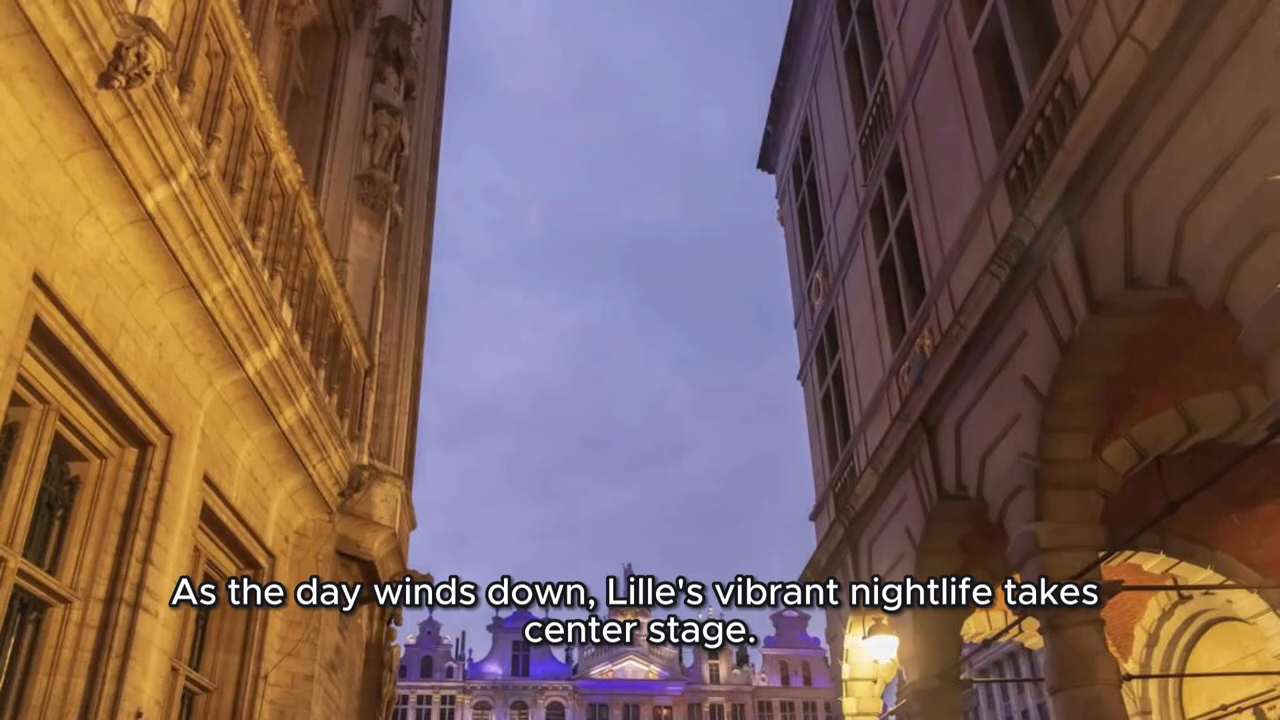 As the day winds down, Lille's vibrant nightlife takes
center stage.